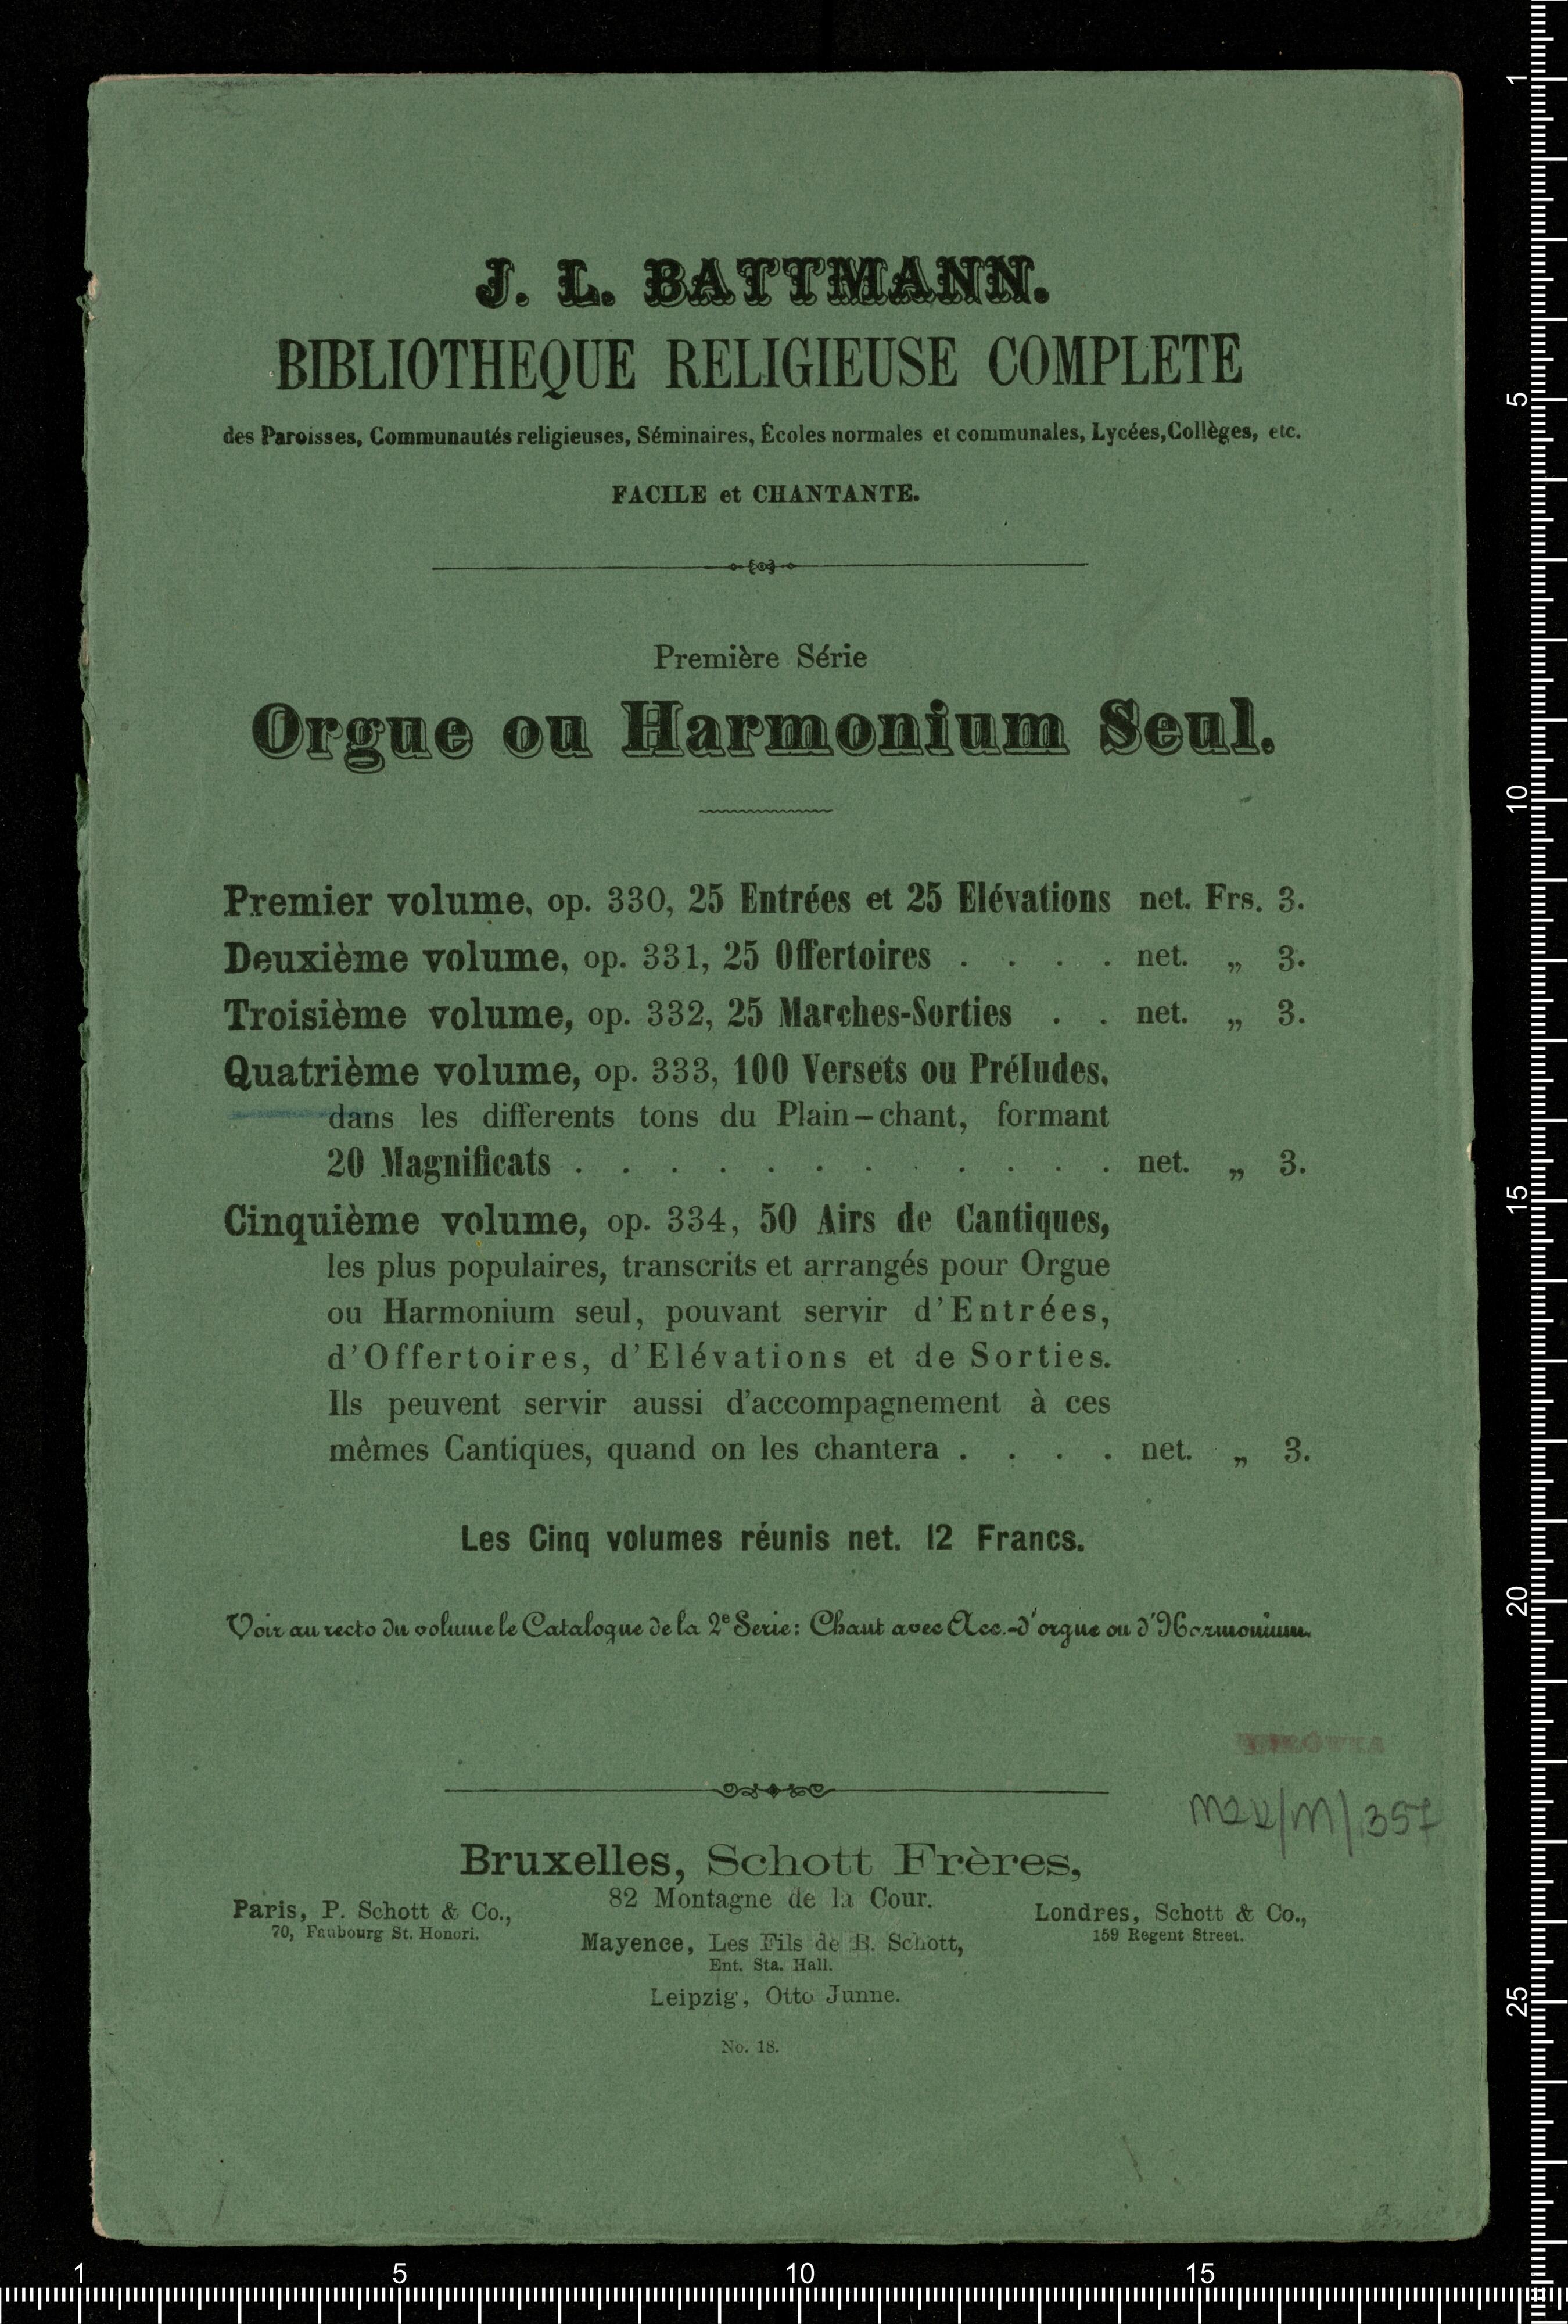 J. L. BATTMANN.
BIBLIOTHEQUE RELIGIEUSE COMPLETE
des Paroisses, Communautés religieuses, Séminaires, Écoles normales et communales, Lycées, Collèges, etc.
FACILE et CHANTANTE.
Première Série
Orgue ou Harmonium Seul.
Premier volume, op. 330, 25 Entrées et 25 Elévations net. Frs. 3.
Deuxième volume, op. 331, 25 Offertoires . . . . net. „ 3.
Troisième volume, op. 332, 25 Marches-Sorties . . net. „ 3.
Quatrième volume, op. 333, 100 Versets ou Préludes,
dans les differents tons du Plain-chant, formant
20 Magnificats . . . . . . . . . . . . net. „ 3.
Cinquième volume, op. 334, 50 Airs de Cantiques,
les plus populaires, transcrits et arrangés pour Orgue
ou Harmonium seul, pouvant servir d'Entrées,
d'Offertoires, d'Elévations et de Sorties.
Ils peuvent servir aussi d'accompagnement à ces
mêmes Cantiques, quand on les chantera . . . . net. „ 3.
Les Cinq volumes réunis net. 12 Francs.
Voir au recto du volume le Catalogue de la 2e Serie: Chant avec Acc.-d'orgue ou d'Harmonium.
Bruxelles, Schott Frères,
82 Montagne de la Cour.
Paris, P. Schott & Co.,
70, Faubourg St. Honori.
Londres, Schott & Co.,
159 Regent Street.
Mayence, Les Fils de B. Schott,
Ent. Sta. Hall.
Leipzig, Otto Junne.
No. 18.
1
5
10
15
20
25
1
5
10
15